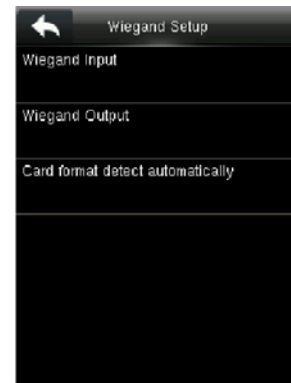 Wiegand Setup
Wiegand Input
Wiegand Output
Card format detect automatically